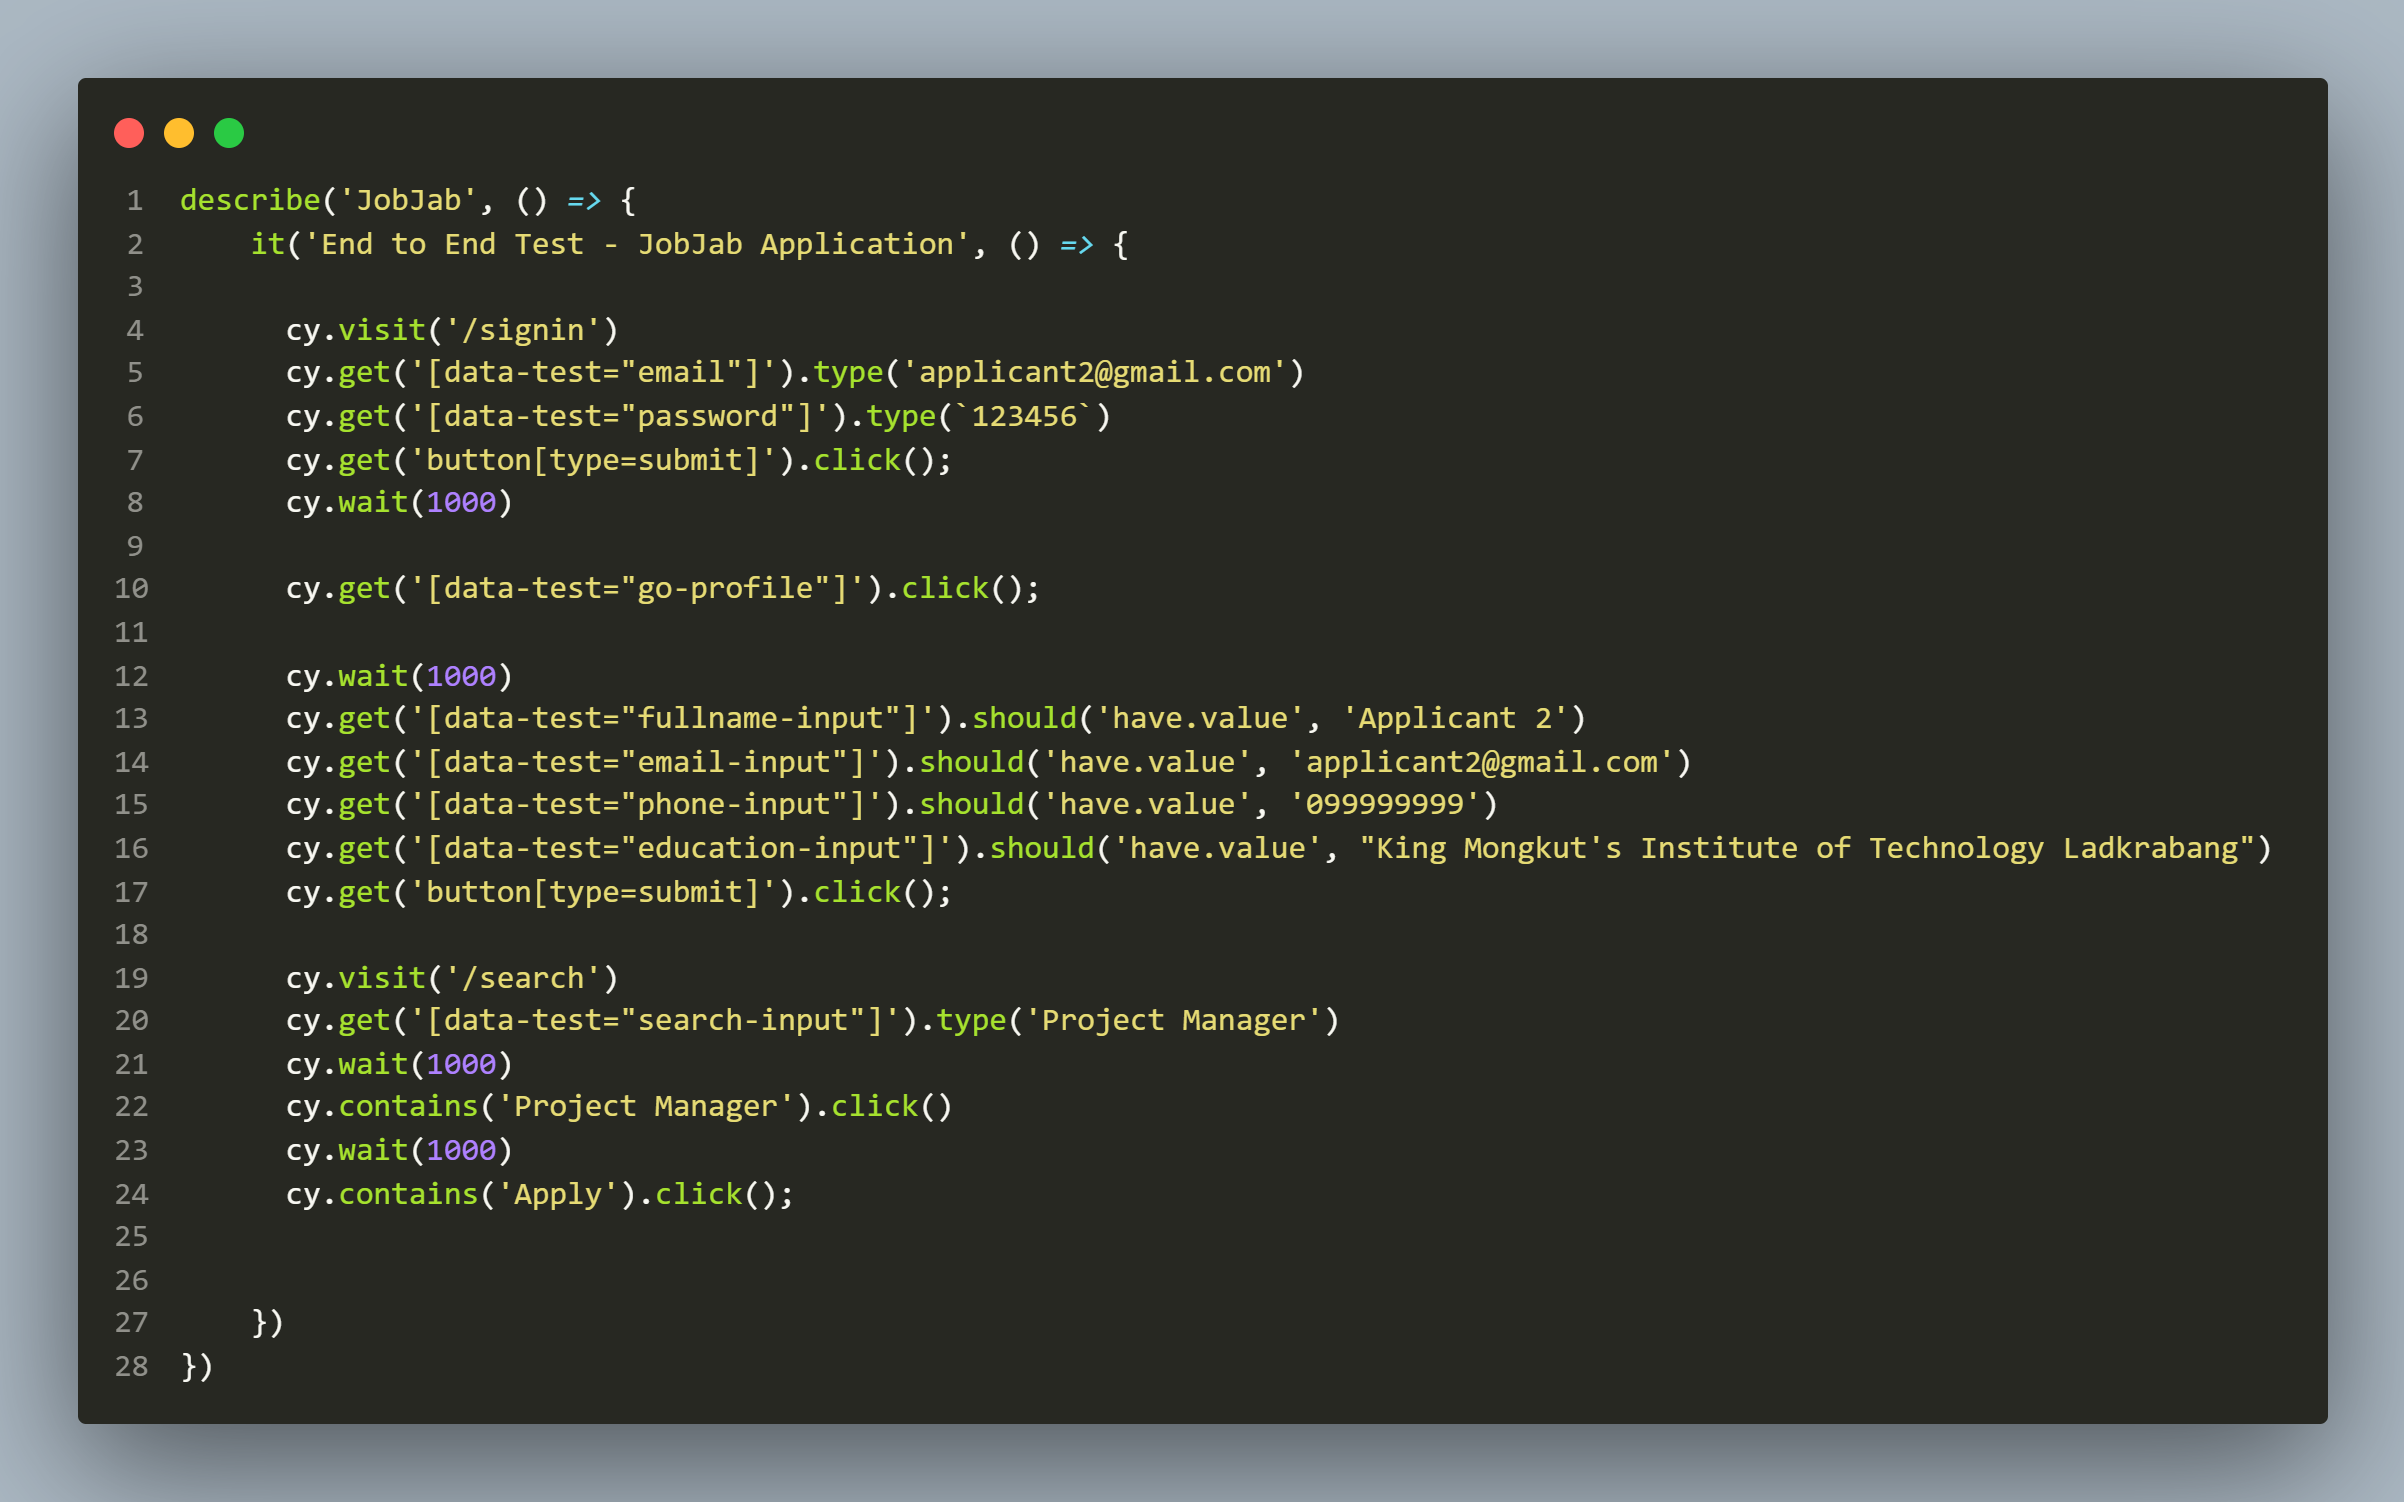 1 describe('JobJab', () => {
2     it('End to End Test - JobJab Application', () => {
3
4       cy.visit('/signin')
5       cy.get('[data-test="email"]').type('applicant2@gmail.com')
6       cy.get('[data-test="password"]').type(`123456`)
7       cy.get('button[type=submit]').click();
8       cy.wait(1000)
9
10       cy.get('[data-test="go-profile"]').click();
11
12       cy.wait(1000)
13       cy.get('[data-test="fullname-input"]').should('have.value', 'Applicant 2')
14       cy.get('[data-test="email-input"]').should('have.value', 'applicant2@gmail.com')
15       cy.get('[data-test="phone-input"]').should('have.value', '099999999')
16       cy.get('[data-test="education-input"]').should('have.value', "King Mongkut's Institute of Technology Ladkrabang")
17       cy.get('button[type=submit]').click();
18
19       cy.visit('/search')
20       cy.get('[data-test="search-input"]').type('Project Manager')
21       cy.wait(1000)
22       cy.contains('Project Manager').click()
23       cy.wait(1000)
24       cy.contains('Apply').click();
25
26
27     })
28 })